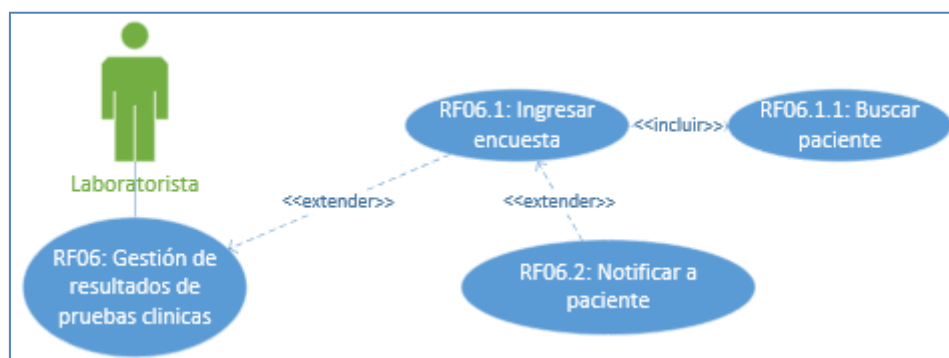 RF06.1: Ingresar
encuesta
<<incluir>>
RF06.1.1: Buscar
paciente
Laboratorista
<<extender>>
<<extender>>
RF06: Gestión de
resultados de
pruebas clinicas
RF06.2: Notificar a
paciente